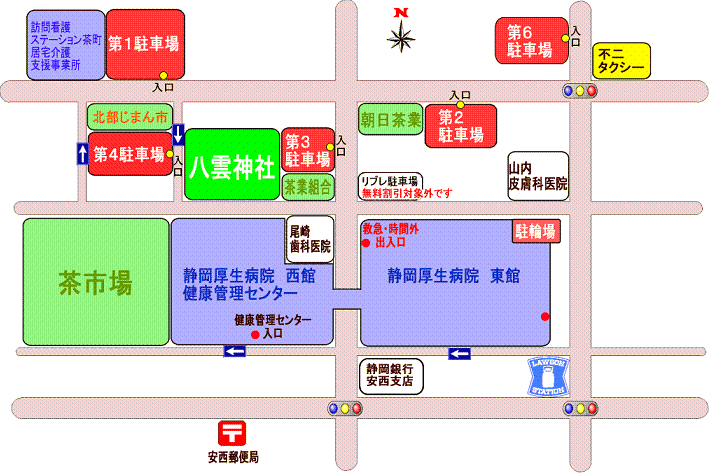 訪問看護
ステーション茶町
居宅介護
支援事業所
第1駐車場
入口
N
第6
駐車場
入口
不二
タクシー
北部じまん市
第4駐車場
入口
八雲神社
第3
駐車場
入口
茶業組合
朝日茶業
入口
第2
駐車場
リブレ駐車場
無料割引対象外です
山内
皮膚科医院
茶市場
静岡厚生病院 西館
健康管理センター
尾崎
歯科医院
健康管理センター
入口
救急・時間外
出入口
駐輪場
静岡厚生病院 東館
静岡銀行
安西支店
LAWSON
STATION
安西郵便局